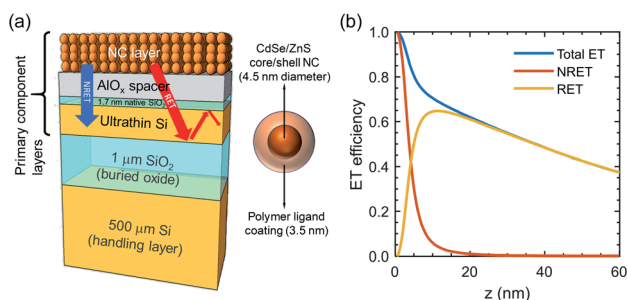 (a)
Primary component
layers
NC layer
NRET
RET
AlOx spacer
1.7 nm native SiO2
Ultrathin Si
1 μm SiO2
(buried oxide)
500 μm Si
(handling layer)
CdSe/ZnS
core/shell NC
(4.5 nm diameter)
Polymer ligand
coating (3.5 nm)
(b)
ET efficiency
1.0
0.8
0.6
0.4
0.2
0.0
Total ET
NRET
RET
0
20
40
60
z (nm)